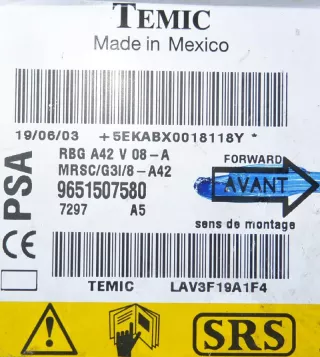 TEMIC
Made in Mexico
19/06/03 +5EKABX0018118Y *
PSA
RBG A42 V 08-A
MRSC/G3I/8-A42
9651507580
7297 A5
FORWARD
AVANT
sens de montage
CE
TEMIC LAV3F19A1F4
SRS